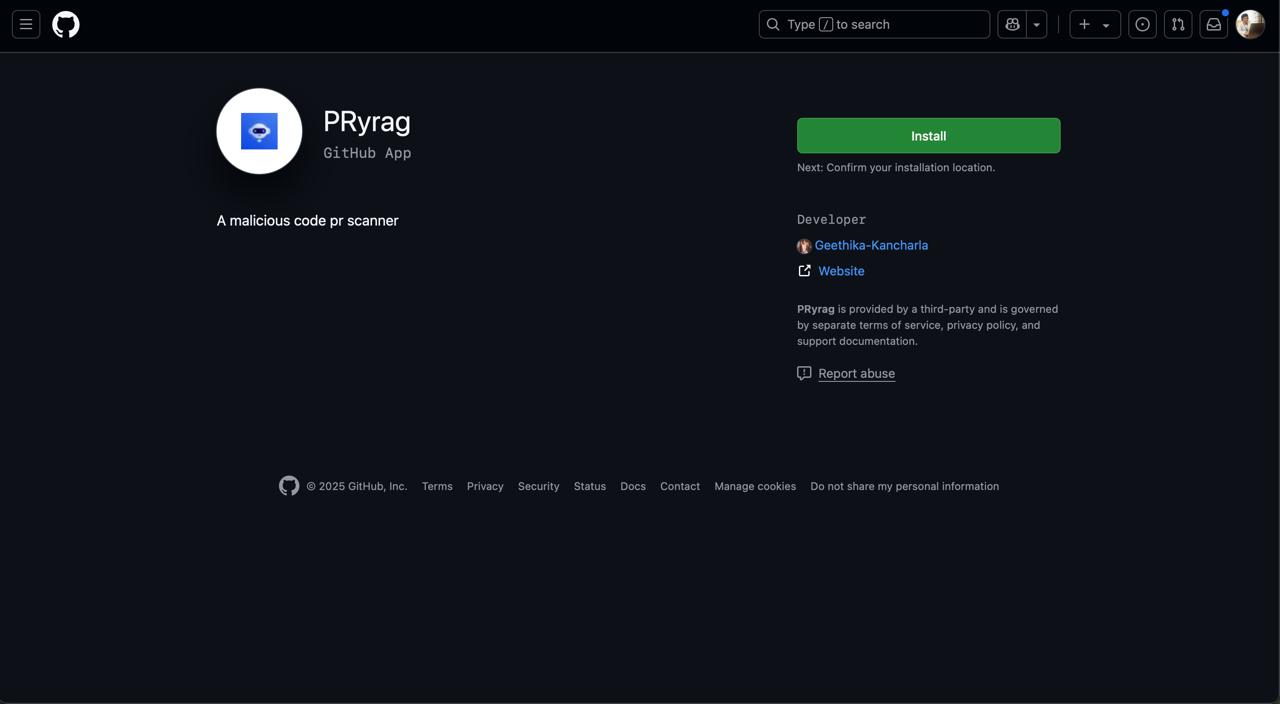 Type / to search
PRyrag
GitHub App
A malicious code pr scanner
Install
Next: Confirm your installation location.
Developer
Geethika-Kancharla
Website
PRyrag is provided by a third-party and is governed
by separate terms of service, privacy policy, and
support documentation.
Report abuse
© 2025 GitHub, Inc. Terms Privacy Security Status Docs Contact Manage cookies Do not share my personal information